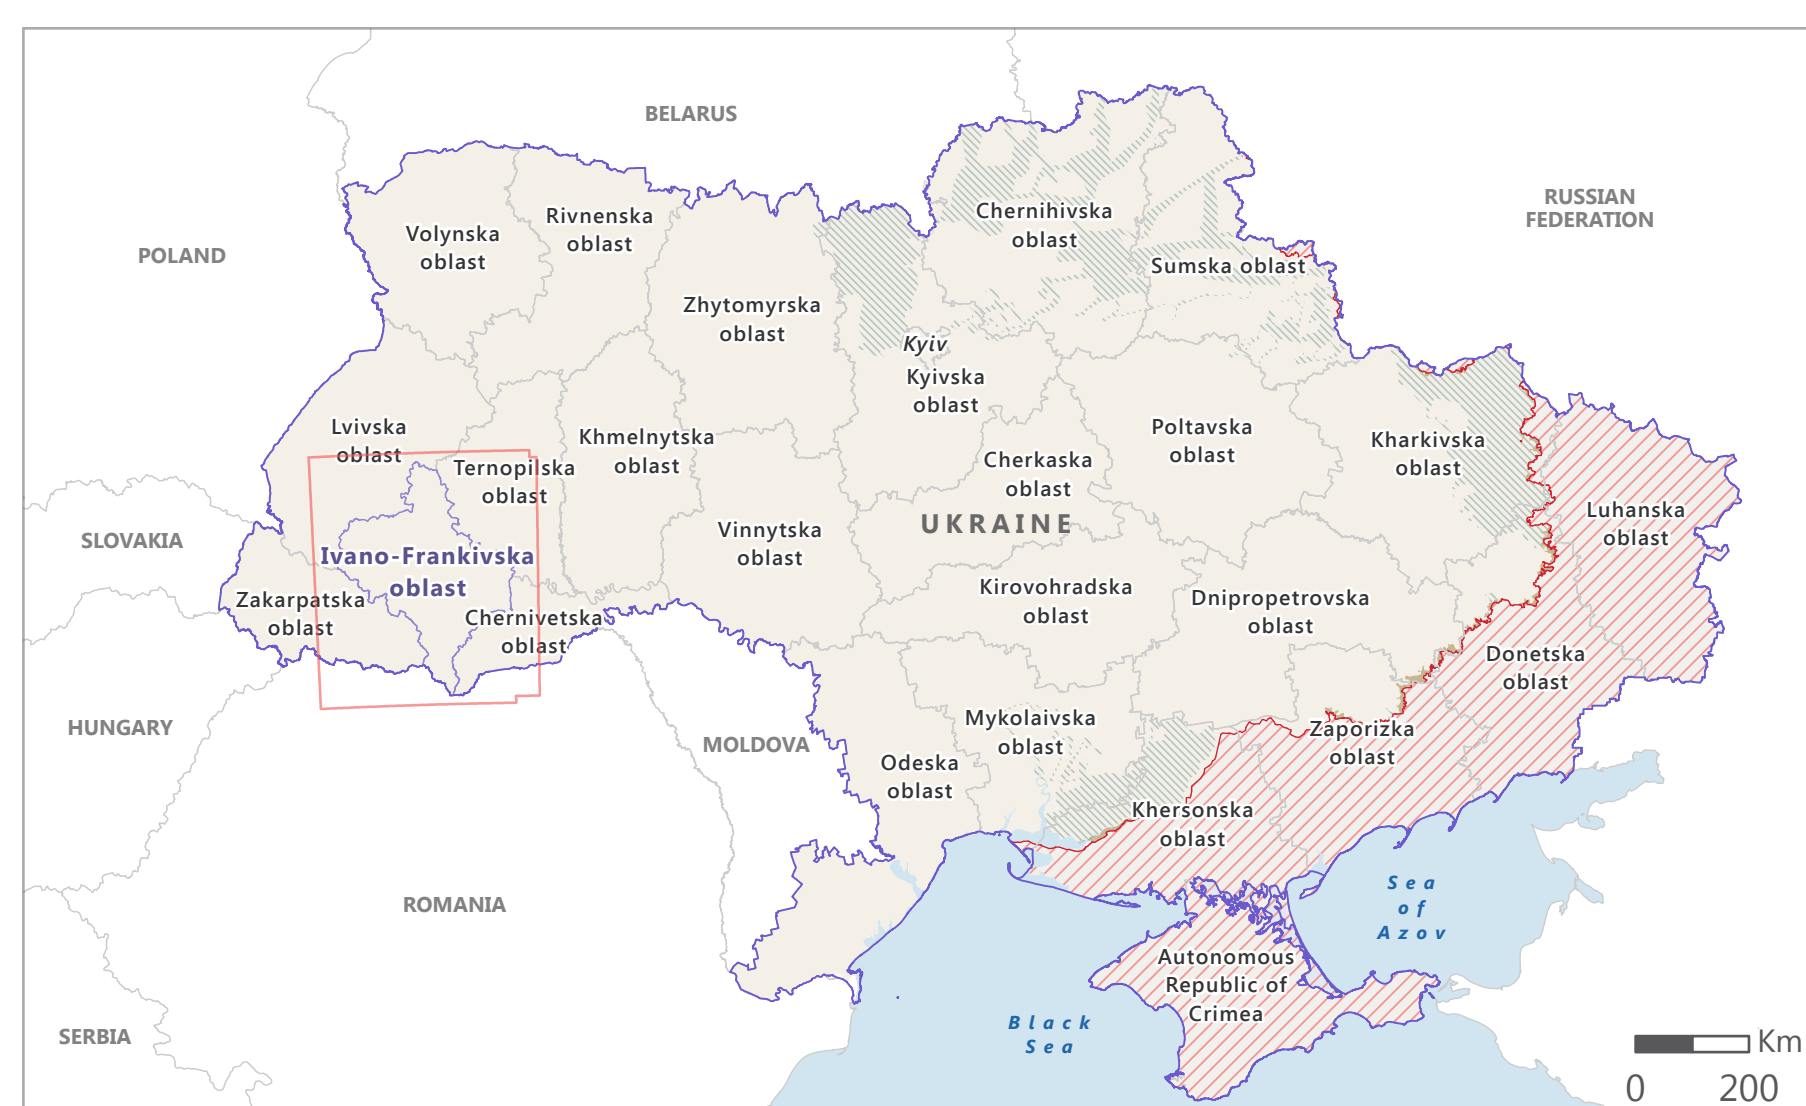 BELARUS
RUSSIAN
FEDERATION
POLAND
Volynska
oblast
Rivnenska
oblast
Chernihivska
oblast
Sumska oblast
Zhytomyrska
oblast
Kyiv
Kyivska
oblast
Lvivska
oblast
Ternopilska
oblast
Khmelnytska
oblast
Cherkaska
oblast
Poltavska
oblast
Kharkivska
oblast
Luhanska
oblast
UKRAINE
Vinnytska
oblast
SLOVAKIA
Ivano-Frankivska
oblast
Zakarpatska
oblast
Chernivetska
oblast
Kirovohradska
oblast
Dnipropetrovska
oblast
Donetska
oblast
HUNGARY
MOLDOVA
Mykolaivska
oblast
Zaporizka
oblast
Odeska
oblast
Khersonska
oblast
ROMANIA
Sea
of
Azov
Autonomous
Republic of
Crimea
Black
Sea
SERBIA
Km
0 200